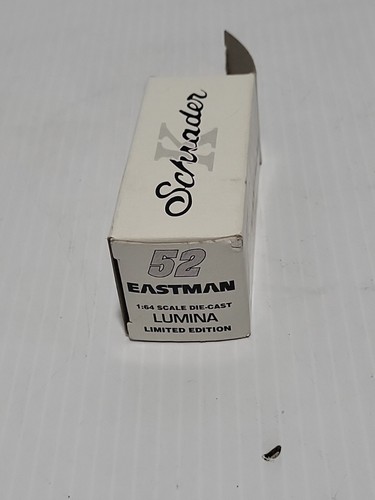 K
Schrader
52
EASTMAN
1:64 SCALE DIE-CAST
LUMINA
LIMITED EDITION